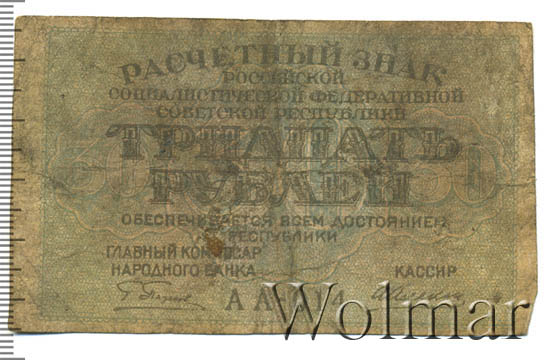 РАСЧЕТНЫЙ ЗНАК
РОССИЙСКОЙ
СОЦИАЛИСТИЧЕСКОЙ ФЕДЕРАТИВНОЙ
СОВЕТСКОЙ РЕСПУБЛИКИ
ТРИДЦАТЬ
РУБЛЕЙ
ОБЕСПЕЧИВАЕТСЯ ВСЕМ ДОСТОЯНИЕМ
РЕСПУБЛИКИ
ГЛАВНЫЙ КОМИССАР
НАРОДНОГО БАНКА
КАССИР
Wolmar